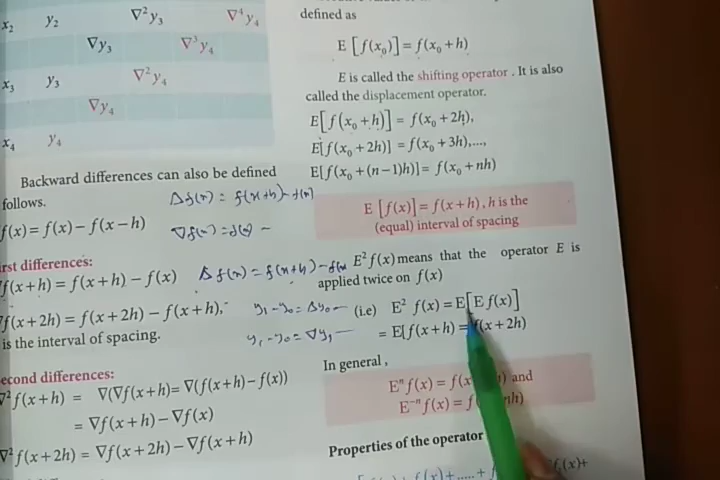 x₂ y₂ ∇²y₃ ∇⁴y₄
∇y₃ ∇³y₄
x₃ y₃ ∇²y₄
∇y₄
x₄ y₄
Backward differences can also be defined
follows.
f(x) = f(x) − f(x − h)
first differences:
∇f(x + h) = f(x + h) − f(x)
f(x + 2h) = f(x + 2h) − f(x + h),
is the interval of spacing.
second differences:
∇²f(x + h) = ∇(∇f(x + h) = ∇(f(x + h) − f(x))
= ∇f(x + h) − ∇f(x)
∇²f(x + 2h) = ∇f(x + 2h) − ∇f(x + h)
Δf(x) = f(x+h) − f(x)
∇f(x) = f(x) −
Δf(x) = f(x+h) − f(x
y₁ − y₀ = Δy₀ —
y₁ − y₀ = ∇y₁ —
defined as
E [f(x₀)] = f(x₀ + h)
E is called the shifting operator. It is also
called the displacement operator.
E[f(x₀ + h)] = f(x₀ + 2h),
E[f(x₀ + 2h)] = f(x₀ + 3h),...,
E[f(x₀ + (n − 1)h)] = f(x₀ + nh)
E [f(x)] = f(x + h), h is the
(equal) interval of spacing
E² f(x) means that the operator E is
applied twice on f(x)
(i.e) E² f(x) = E[E f(x)]
= E[f(x + h) = f(x + 2h)
In general,
Eⁿ f(x) = f(x h) and
E⁻ⁿ f(x) = f( nh)
Properties of the operator